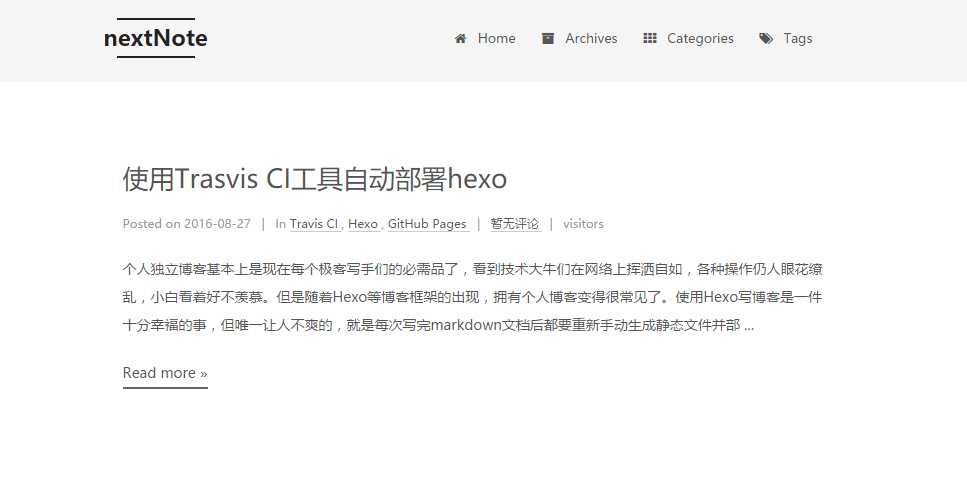 nextNote
Home Archives Categories Tags
使用Trasvis CI工具自动部署hexo
Posted on 2016-08-27 | In Travis CI , Hexo , GitHub Pages | 暂无评论 | visitors
个人独立博客基本上是现在每个极客写手们的必需品了，看到技术大牛们在网络上挥洒自如，各种操作仍人眼花缭
乱，小白看着好不羡慕。但是随着Hexo等博客框架的出现，拥有个人博客变得很常见了。使用Hexo写博客是一件
十分幸福的事，但唯一让人不爽的，就是每次写完markdown文档后都要重新手动生成静态文件并部 ...
Read more »